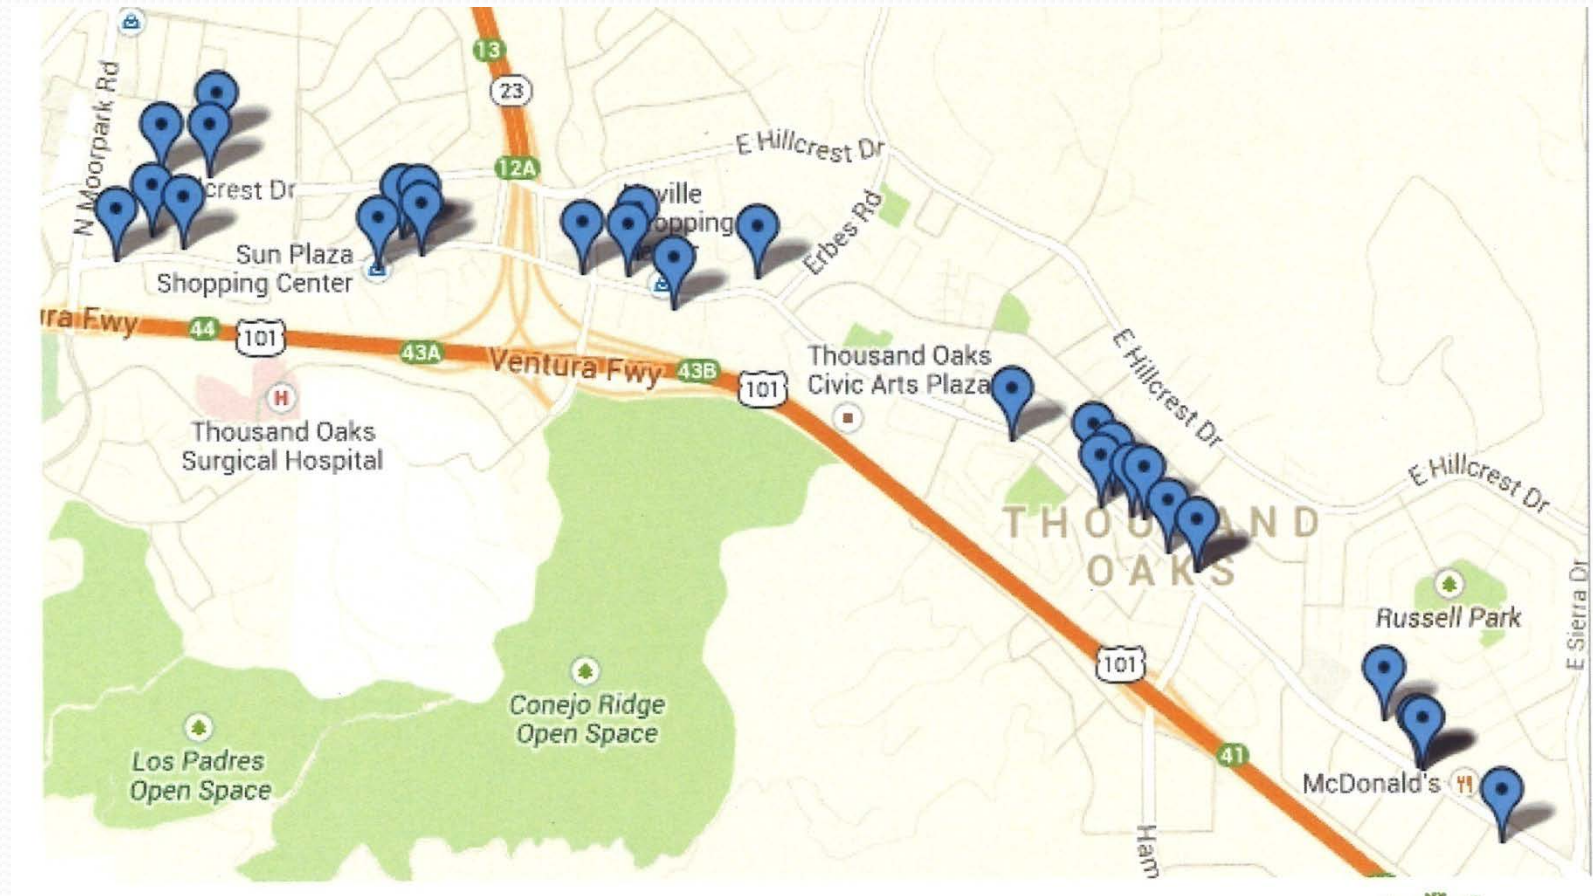 13
N Moorpark Rd
23
E Hillcrest Dr
12A
crest Dr
ville
opping
Erbes Rd
Sun Plaza
Shopping Center
ura Fwy
44
101
43A
Ventura Fwy
43B
101
Thousand Oaks
Civic Arts Plaza
E Hillcrest Dr
H
Thousand Oaks
Surgical Hospital
E Hillcrest Dr
THOU AND
OAKS
Russell Park
E Sierra Dr
101
Conejo Ridge
Open Space
Los Padres
Open Space
41
McDonald's
Ham